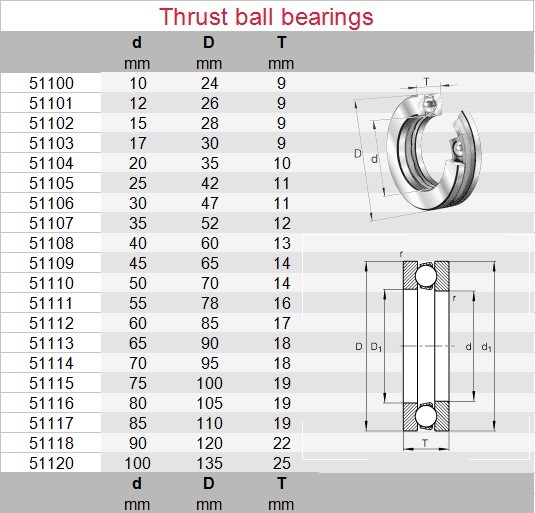 Thrust ball bearings
d D T
mm mm mm
51100 10 24 9
51101 12 26 9
51102 15 28 9
51103 17 30 9
51104 20 35 10
51105 25 42 11
51106 30 47 11
51107 35 52 12
51108 40 60 13
51109 45 65 14
51110 50 70 14
51111 55 78 16
51112 60 85 17
51113 65 90 18
51114 70 95 18
51115 75 100 19
51116 80 105 19
51117 85 110 19
51118 90 120 22
51120 100 135 25
d D T
mm mm mm
T
D d
r
r
D D1 d d1
T